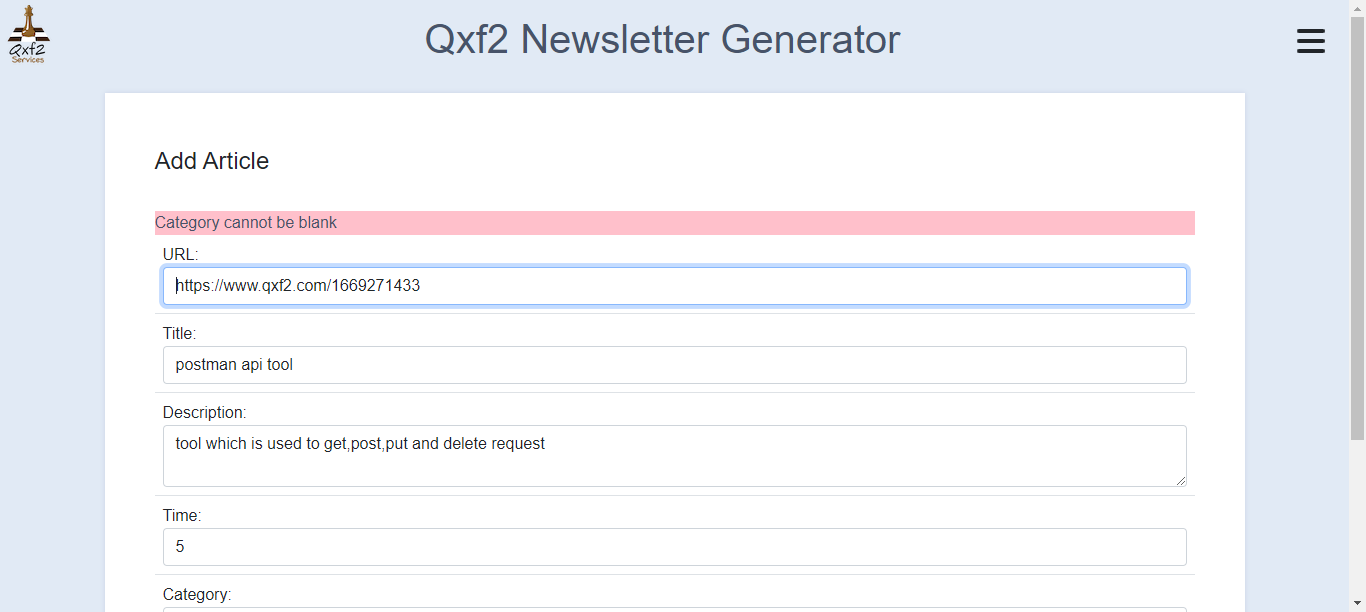 Qxf2
Services
Qxf2 Newsletter Generator
Add Article
Category cannot be blank
URL:
https://www.qxf2.com/1669271433
Title:
postman api tool
Description:
tool which is used to get,post,put and delete request
Time:
5
Category: